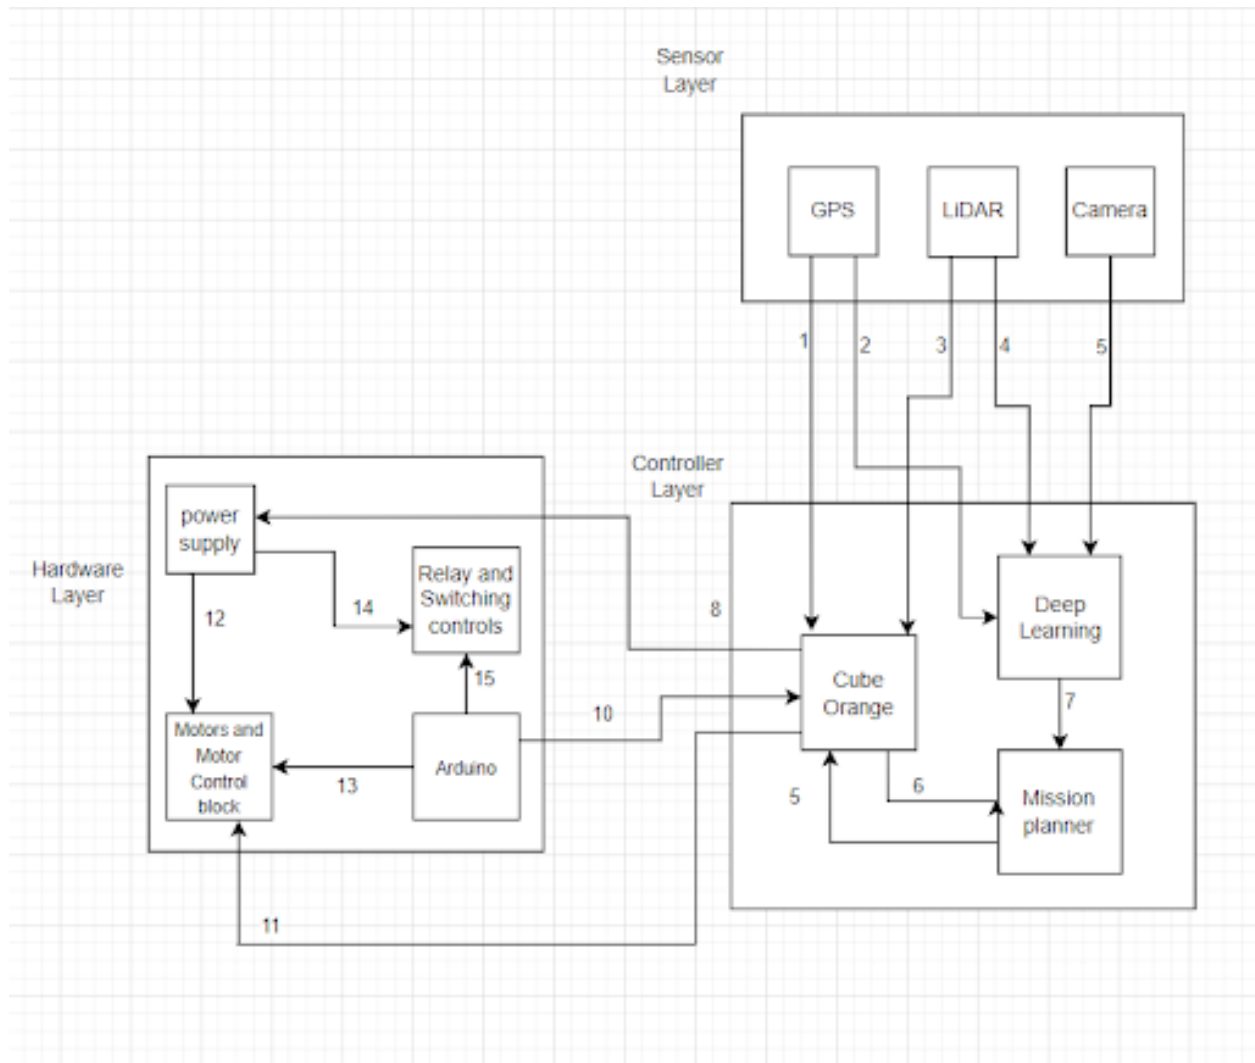 Sensor
Layer
GPS
LiDAR
Camera
1
2
3
4
5
Controller
Layer
Hardware
Layer
power
supply
Relay and
Switching
controls
12
14
15
Motors and
Motor
Control
block
13
Arduino
10
11
8
Deep
Learning
Cube
Orange
7
5
6
Mission
planner